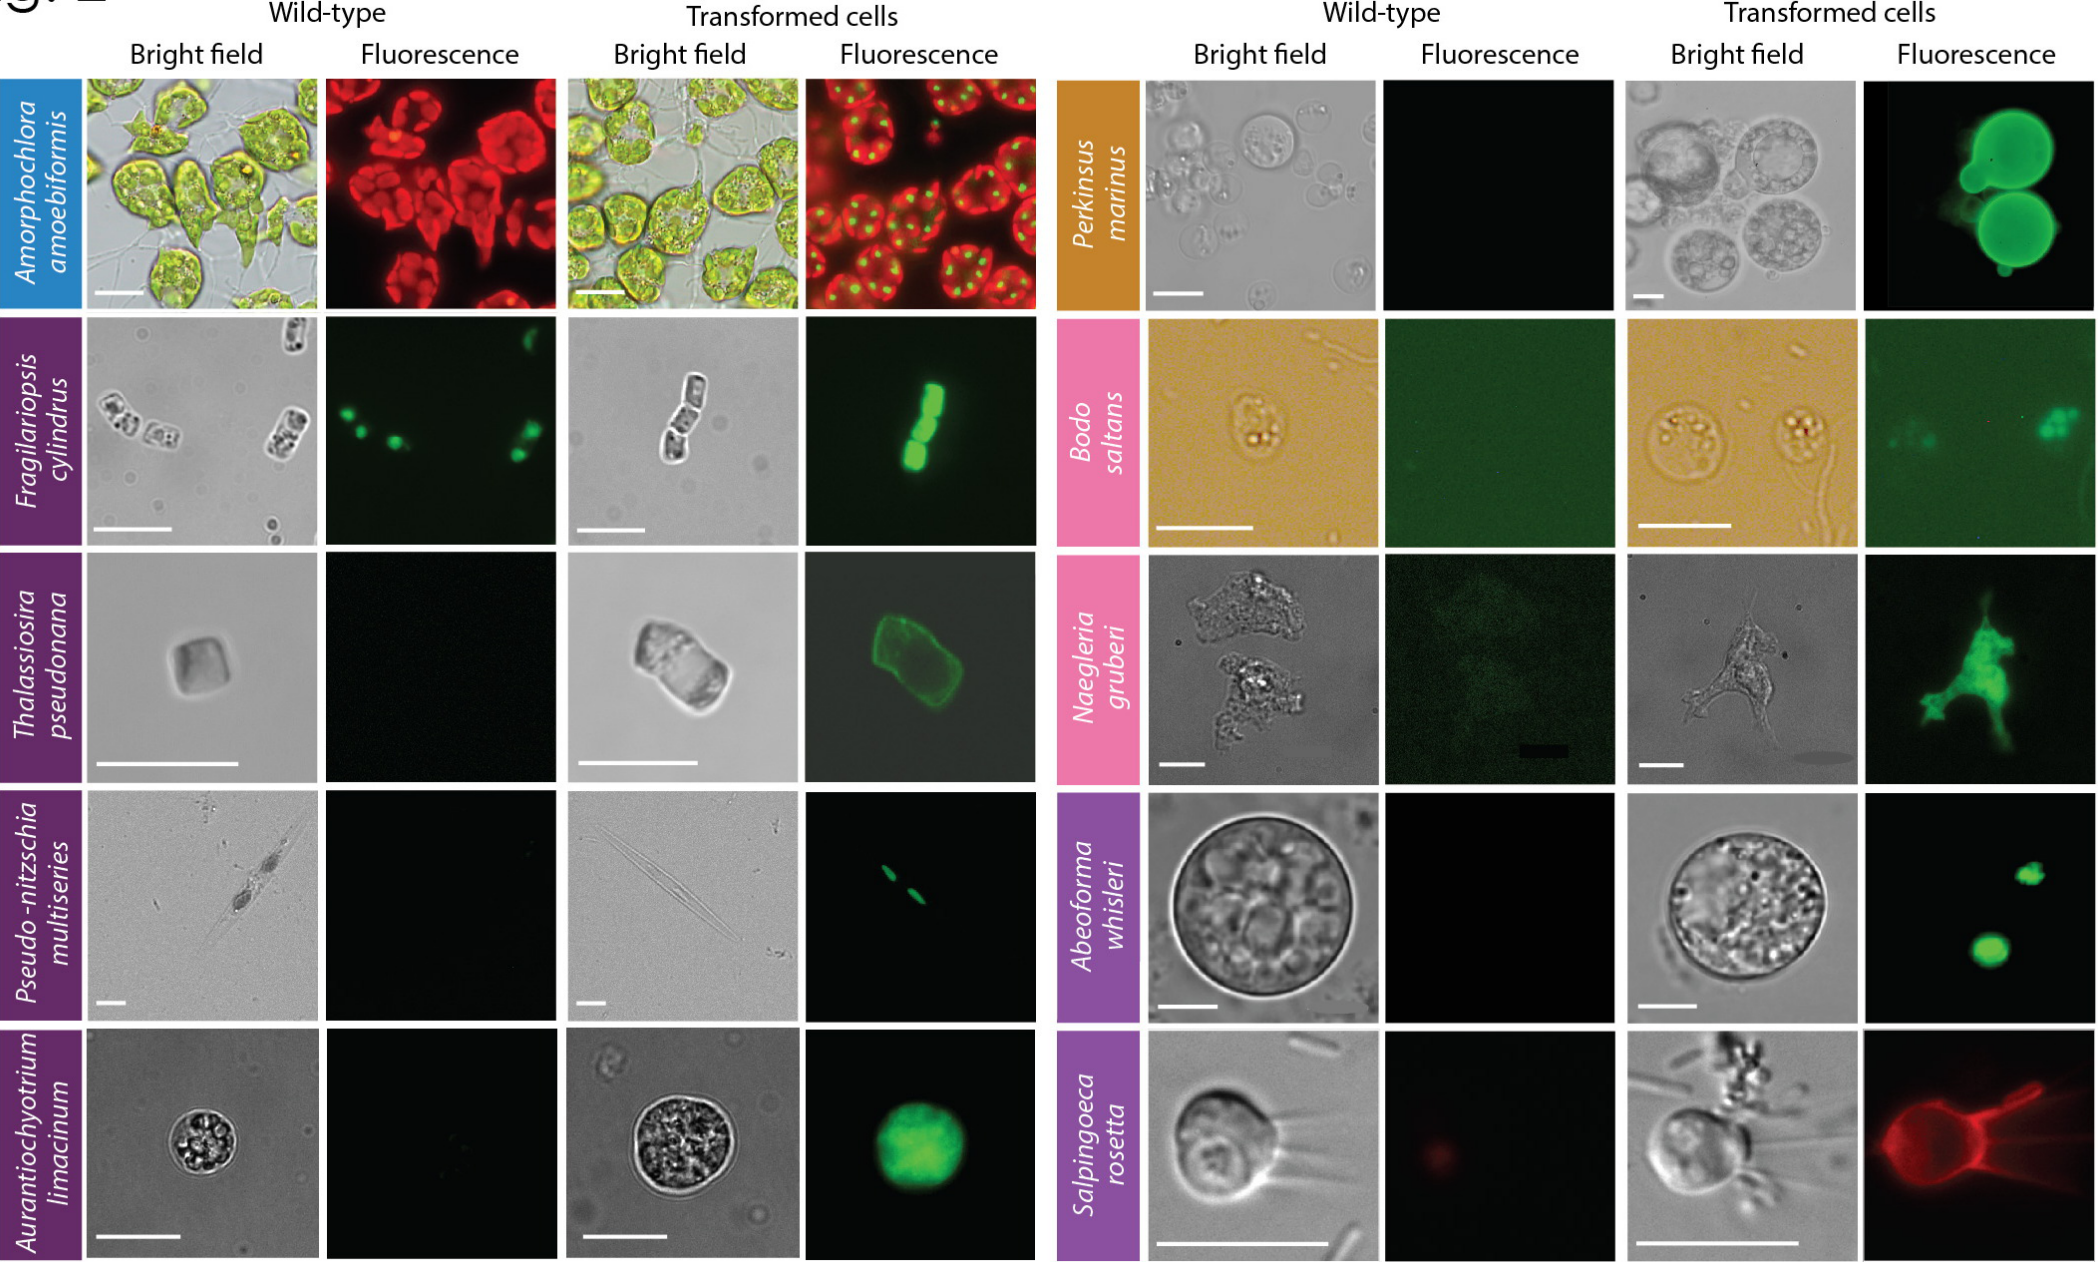 Wild-type
Transformed cells
Wild-type
Transformed cells
Bright field
Fluorescence
Bright field
Fluorescence
Bright field
Fluorescence
Bright field
Fluorescence
Amorphochlora
amoebiformis
Perkinsus
marinus
Fragilariopsis
cylindrus
Bodo
saltans
Thalassiosira
pseudonana
Naegleria
gruberi
Pseudo -nitzschia
multiseries
Abeoforma
whisleri
Aurantiochyotrium
limacinum
Salpingoeca
rosetta